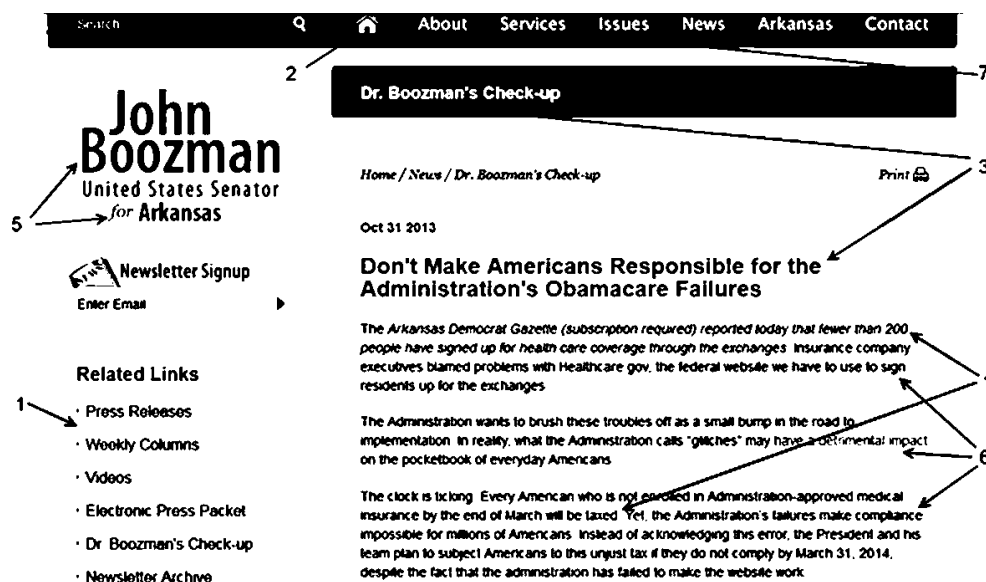 Search About Services Issues News Arkansas Contact
2
7
Dr. Boozman's Check-up
John
Boozman
United States Senator
for Arkansas
5
3
Home / News / Dr. Boozman's Check-up Print
Oct 31 2013
Don't Make Americans Responsible for the
Administration's Obamacare Failures
Newsletter Signup
Enter Email
The Arkansas Democrat Gazette (subscription required) reported today that fewer than 200
people have signed up for health care coverage through the exchanges Insurance company
executives blamed problems with Healthcare gov, the federal website we have to use to sign
residents up for the exchanges
Related Links
1
· Press Releases
· Weekly Columns
· Videos
· Electronic Press Packet
· Dr Boozman's Check-up
· Newsletter Archive
The Administration wants to brush these troubles off as a small bump in the road to
implementation In reality, what the Administration calls "glitches" may have a detrimental impact
on the pocketbook of everyday Americans
6
The clock is ticking Every American who is not enrolled in Administration-approved medical
insurance by the end of March will be taxed Yet, the Administration's failures make compliance
impossible for millions of Americans Instead of acknowledging this error, the President and his
team plan to subject Americans to this unjust tax if they do not comply by March 31, 2014,
despite the fact that the administration has failed to make the website work